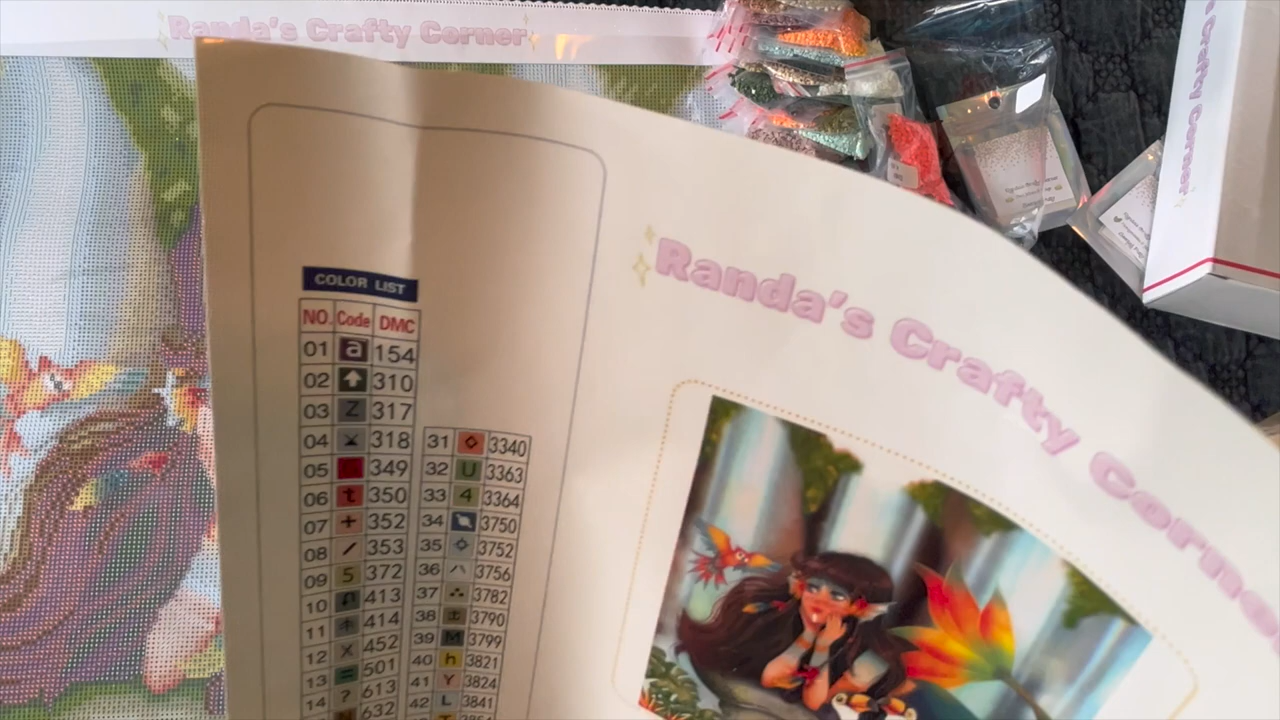 Randa's Crafty Corner
Crafty Corner
Randa's Crafty Corner
COLOR LIST
NO. Code DMC
01 a 154
02 310
03 Z 317
04 318
05 349
06 t 350
07 + 352
08 / 353
09 5 372
10 413
11 414
12 X 452
13 = 501
14 ? 613
632
31 3340
32 U 3363
33 4 3364
34 3750
35 3752
36 3756
37 3782
38 3790
39 M 3799
40 h 3821
41 Y 3824
42 L 3841